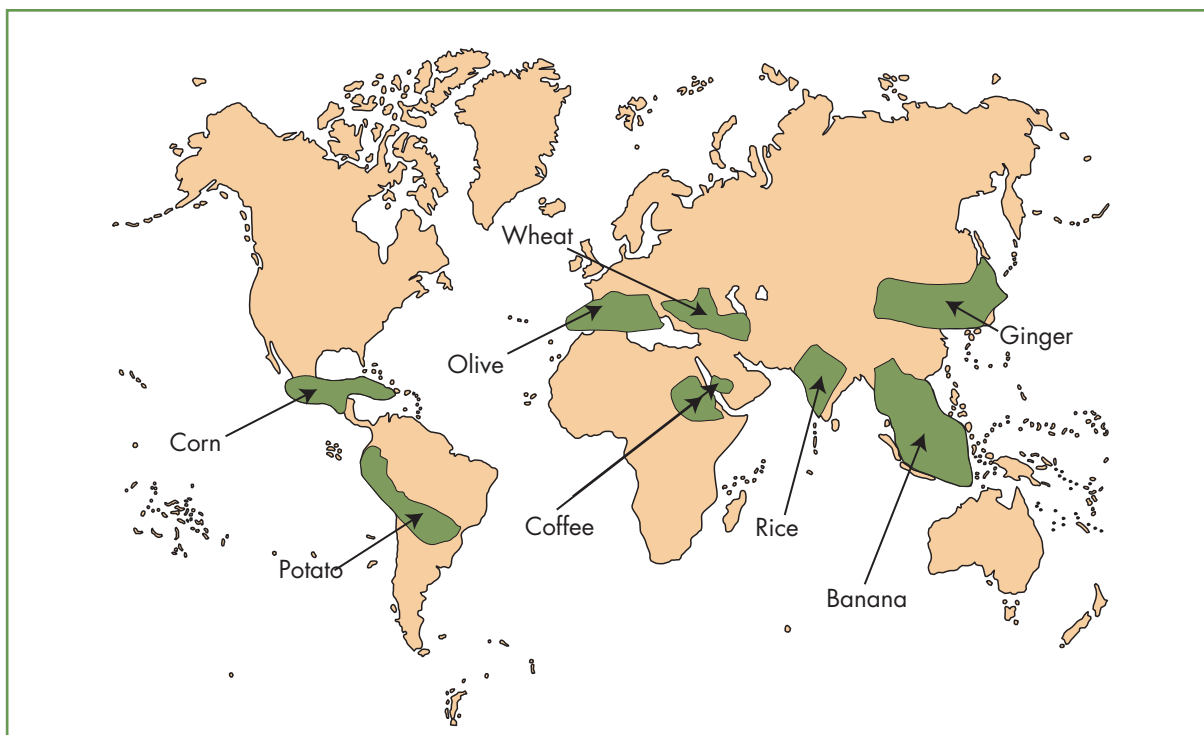 Wheat
Ginger
Olive
Corn
Coffee
Rice
Potato
Banana